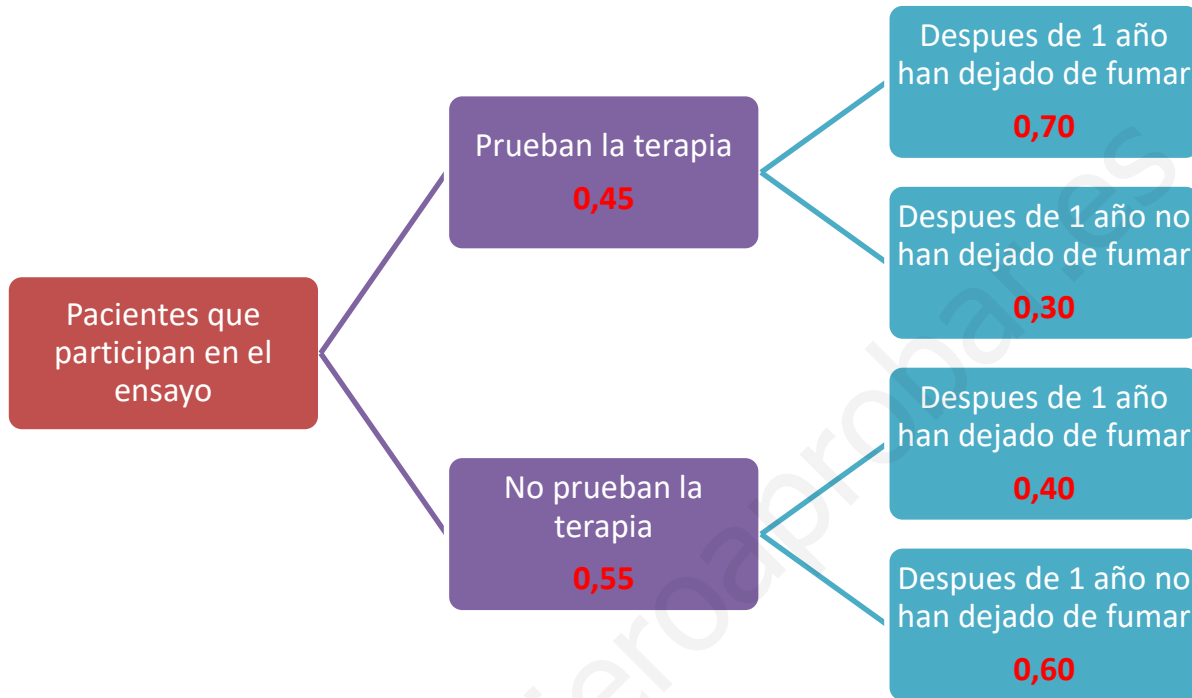 Pacientes que
participan en el
ensayo
Prueban la terapia
0,45
No prueban la
terapia
0,55
Despues de 1 año
han dejado de fumar
0,70
Despues de 1 año no
han dejado de fumar
0,30
Despues de 1 año
han dejado de fumar
0,40
Despues de 1 año no
han dejado de fumar
0,60